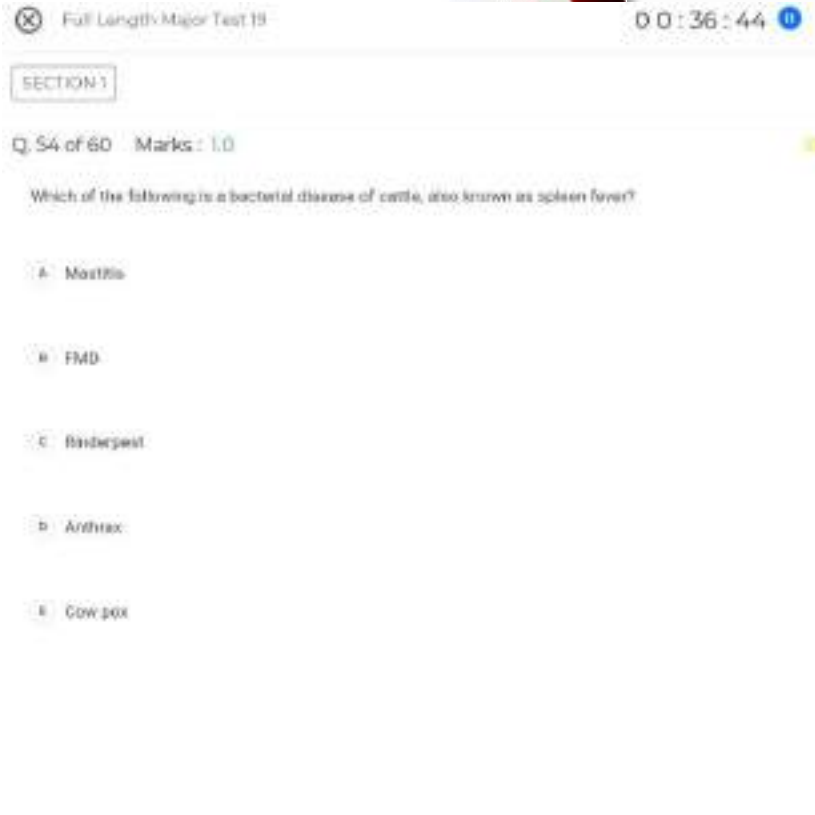 Full Length Major Test 19
00:36:44
SECTION 1
Q. 54 of 60 Marks : 1.0
Which of the following is a bacterial disease of cattle, also known as spleen fever?
A Mastitis
B FMD
C Rinderpest
D Anthrax
E Cow pox